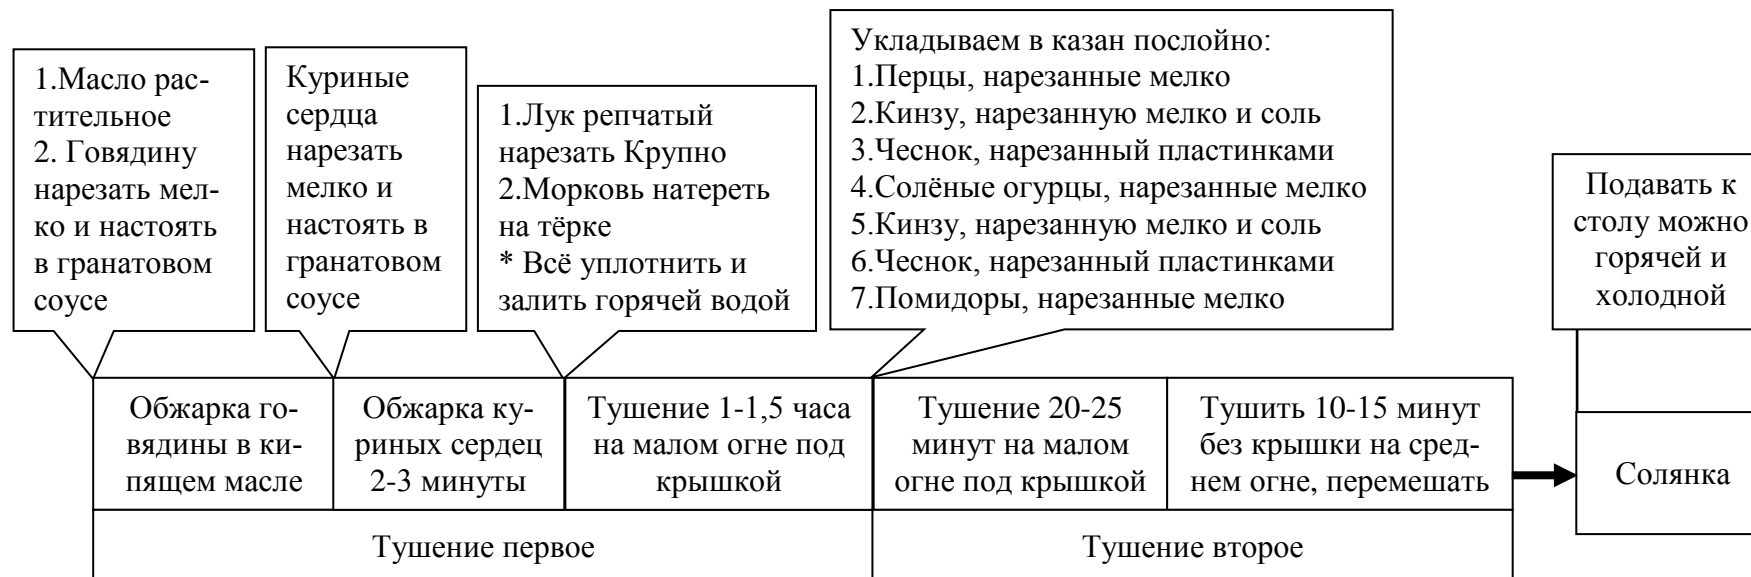 1.Масло рас-
тительное
2. Говядину
нарезать мел-
ко и настоять
в гранатовом
соусе
Куриные
сердца
нарезать
мелко и
настоять в
гранатовом
соусе
1.Лук репчатый
нарезать Крупно
2.Морковь натереть
на тёрке
* Всё уплотнить и
залить горячей водой
Укладываем в казан послойно:
1.Перцы, нарезанные мелко
2.Кинзу, нарезанную мелко и соль
3.Чеснок, нарезанный пластинками
4.Солёные огурцы, нарезанные мелко
5.Кинзу, нарезанную мелко и соль
6.Чеснок, нарезанный пластинками
7.Помидоры, нарезанные мелко
Подавать к
столу можно
горячей и
холодной
Обжарка го-
вядины в ки-
пящем масле
Обжарка ку-
риных сердец
2-3 минуты
Тушение 1-1,5 часа
на малом огне под
крышкой
Тушение 20-25
минут на малом
огне под крышкой
Тушить 10-15 минут
без крышки на сред-
нем огне, перемешать
Солянка
Тушение первое
Тушение второе